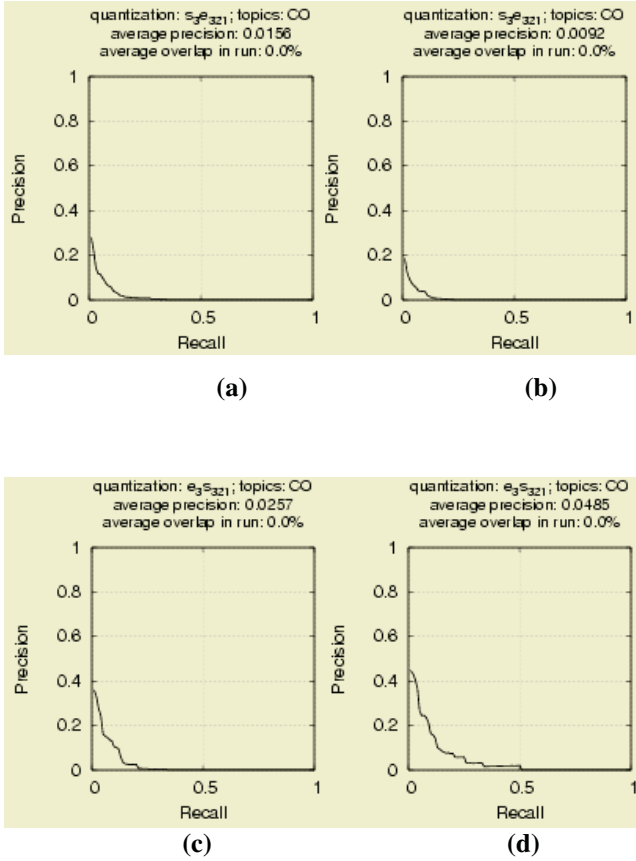 quantization: s3e321; topics: CO
average precision: 0.0156
average overlap in run: 0.0%
1
0.8
0.6
0.4
0.2
0
Precision
0
0.5
1
Recall
(a)
quantization: s3e321; topics: CO
average precision: 0.0092
average overlap in run: 0.0%
1
0.8
0.6
0.4
0.2
0
Precision
0
0.5
1
Recall
(b)
quantization: e3s321; topics: CO
average precision: 0.0257
average overlap in run: 0.0%
1
0.8
0.6
0.4
0.2
0
Precision
0
0.5
1
Recall
(c)
quantization: e3s321; topics: CO
average precision: 0.0485
average overlap in run: 0.0%
1
0.8
0.6
0.4
0.2
0
Precision
0
0.5
1
Recall
(d)